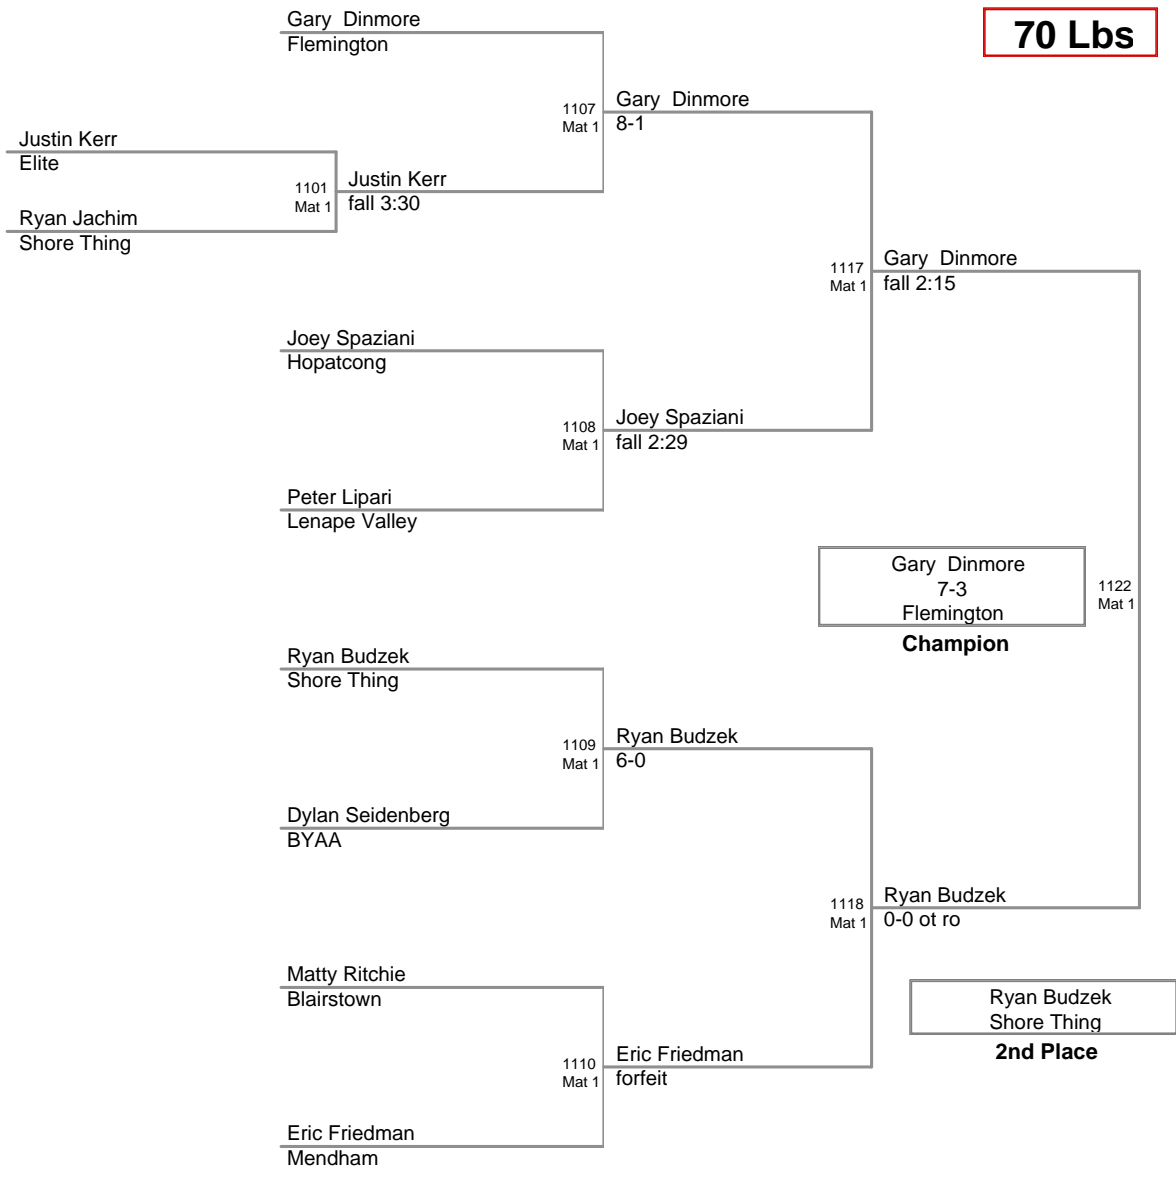 Gary  Dinmore
Flemington
70 Lbs
1107
Mat 1
Gary  Dinmore
8-1
Justin Kerr
Elite
1101
Mat 1
Justin Kerr
fall 3:30
Ryan Jachim
Shore Thing
1117
Mat 1
Gary  Dinmore
fall 2:15
Joey Spaziani
Hopatcong
1108
Mat 1
Joey Spaziani
fall 2:29
Peter Lipari
Lenape Valley
Gary  Dinmore
7-3
Flemington
Champion
1122
Mat 1
Ryan Budzek
Shore Thing
1109
Mat 1
Ryan Budzek
6-0
Dylan Seidenberg
BYAA
1118
Mat 1
Ryan Budzek
0-0 ot ro
Matty Ritchie
Blairstown
Ryan Budzek
Shore Thing
2nd Place
1110
Mat 1
Eric Friedman
forfeit
Eric Friedman
Mendham